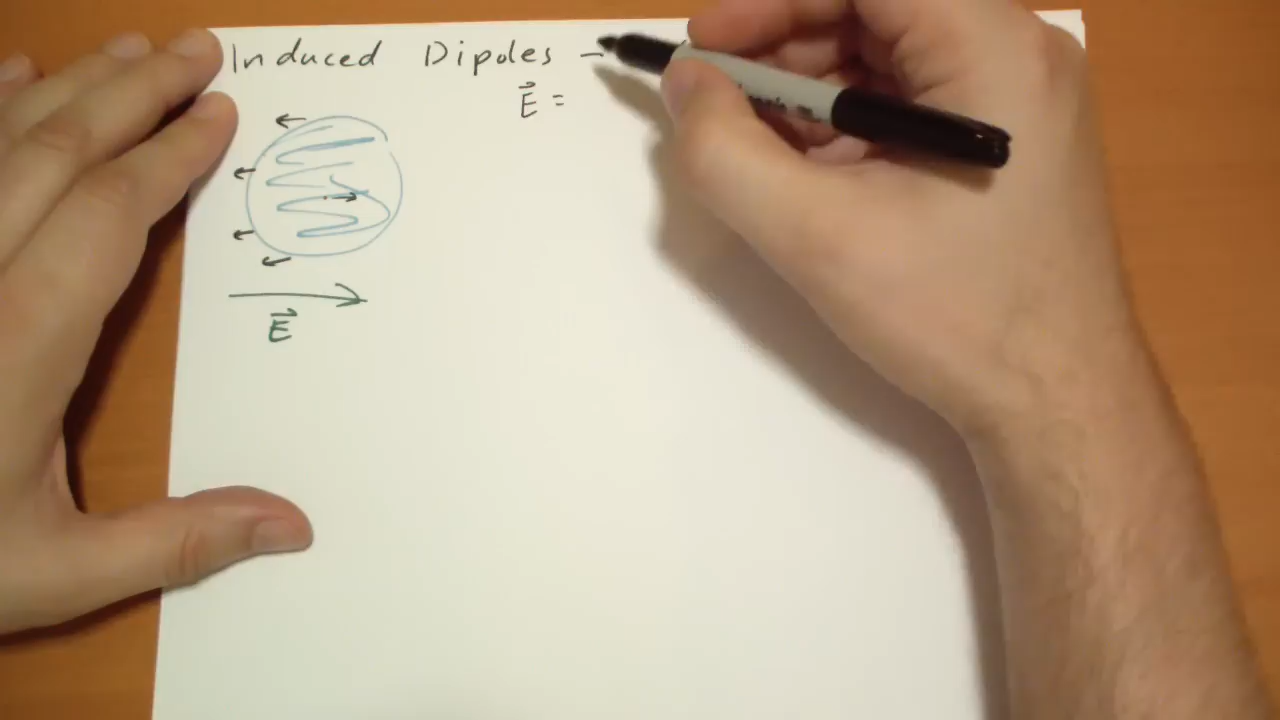 Induced Dipoles -
E⃗ =
E⃗